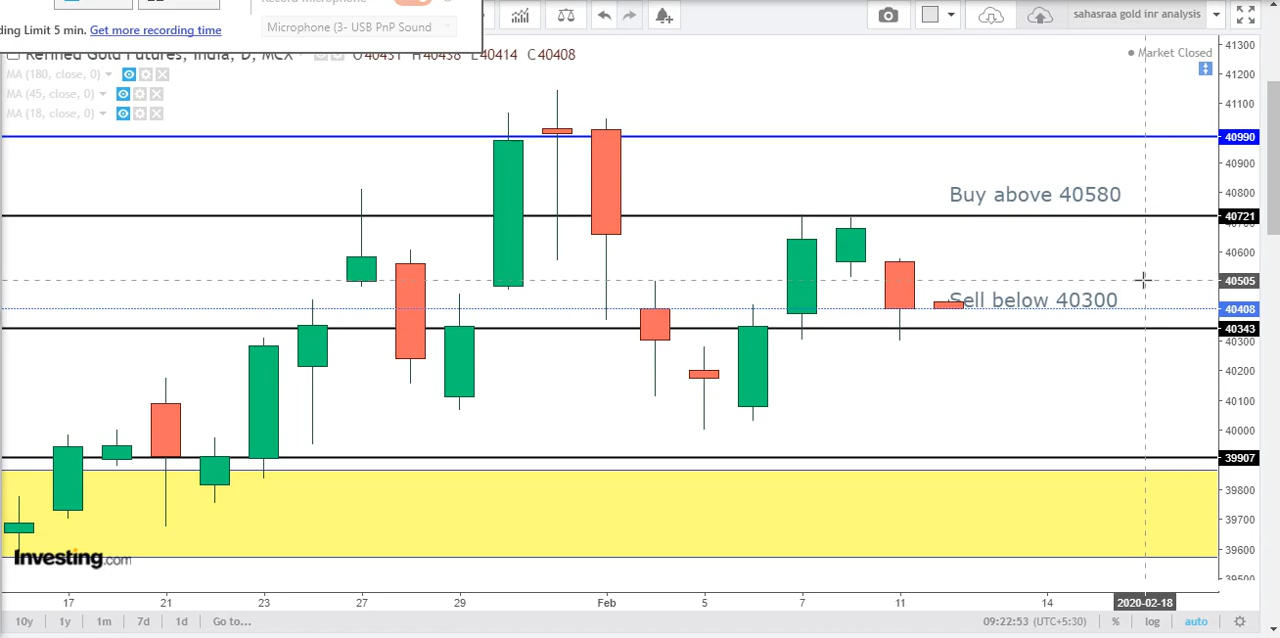 Record Microphone
ding Limit 5 min. Get more recording time
Microphone (3- USB PnP Sound
sahasraa gold inr analysis
Refined Gold Futures, India, D, MCX O40431 H40438 L40414 C40408
Market Closed
MA (180, close, 0)
MA (45, close, 0)
MA (18, close, 0)
41300
41200
41100
40990
40900
40800
Buy above 40580
40721
40700
40600
40505
Sell below 40300
40408
40343
40300
40200
40100
40000
39907
39800
39700
39600
39500
Investing.com
17 21 23 27 29 Feb 5 7 11 14 2020-02-18
10y 1y 1m 7d 1d Go to... 09:22:53 (UTC+5:30) % log auto